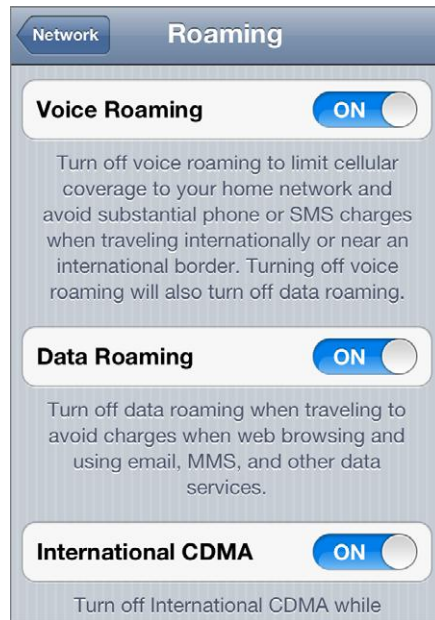 Network
Roaming
Voice Roaming
ON
Turn off voice roaming to limit cellular
coverage to your home network and
avoid substantial phone or SMS charges
when traveling internationally or near an
international border. Turning off voice
roaming will also turn off data roaming.
Data Roaming
ON
Turn off data roaming when traveling to
avoid charges when web browsing and
using email, MMS, and other data
services.
International CDMA
ON
Turn off International CDMA while